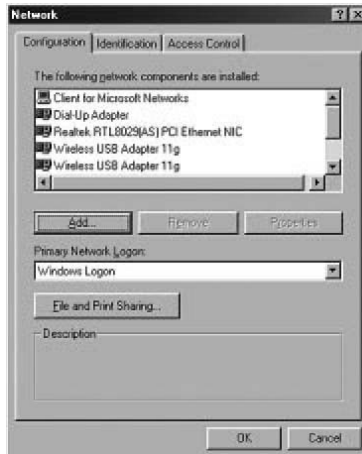 Network
Configuration Identification Access Control
The following network components are installed:
Client for Microsoft Networks
Dial-Up Adapter
Realtek RTL8029(AS) PCI Ethernet NIC
Wireless USB Adapter 11g
Wireless USB Adapter 11g
Add... Remove Properties
Primary Network Logon:
Windows Logon
File and Print Sharing...
Description
OK Cancel